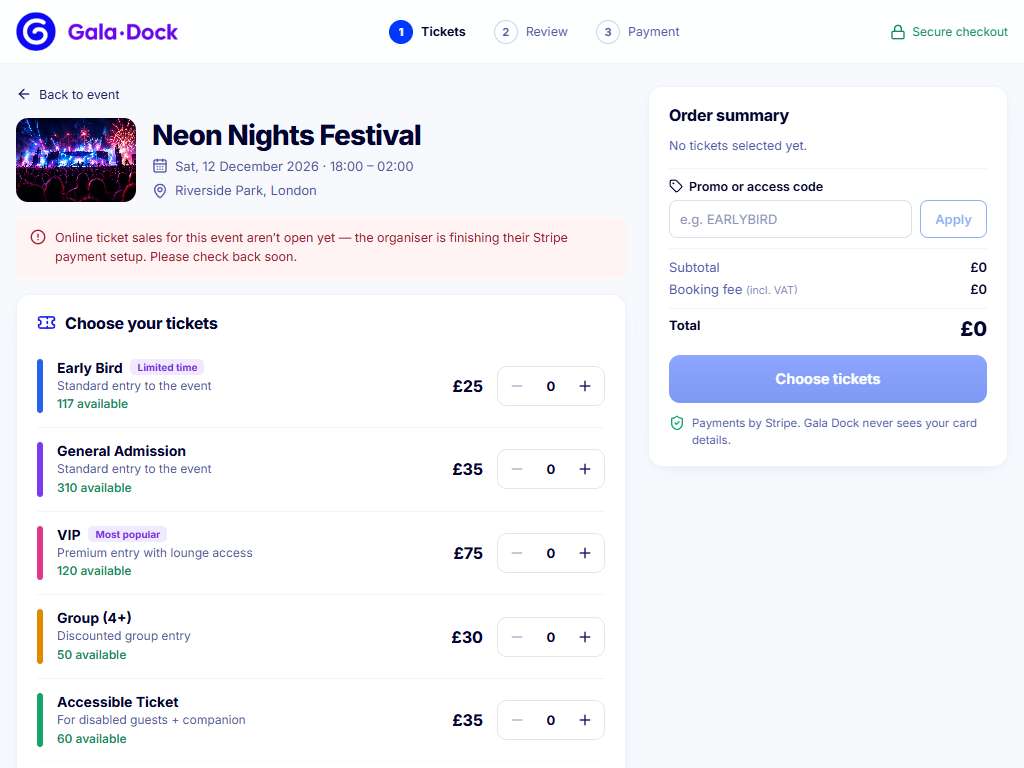 Gala·Dock
1 Tickets
2 Review
3 Payment
Secure checkout
Back to event
Neon Nights Festival
Sat, 12 December 2026 · 18:00 – 02:00
Riverside Park, London
Online ticket sales for this event aren't open yet — the organiser is finishing their Stripe
payment setup. Please check back soon.
Choose your tickets
Early Bird Limited time
Standard entry to the event
117 available
£25 − 0 +
General Admission
Standard entry to the event
310 available
£35 − 0 +
VIP Most popular
Premium entry with lounge access
120 available
£75 − 0 +
Group (4+)
Discounted group entry
50 available
£30 − 0 +
Accessible Ticket
For disabled guests + companion
60 available
£35 − 0 +
Order summary
No tickets selected yet.
Promo or access code
e.g. EARLYBIRD
Apply
Subtotal £0
Booking fee (incl. VAT) £0
Total £0
Choose tickets
Payments by Stripe. Gala Dock never sees your card
details.